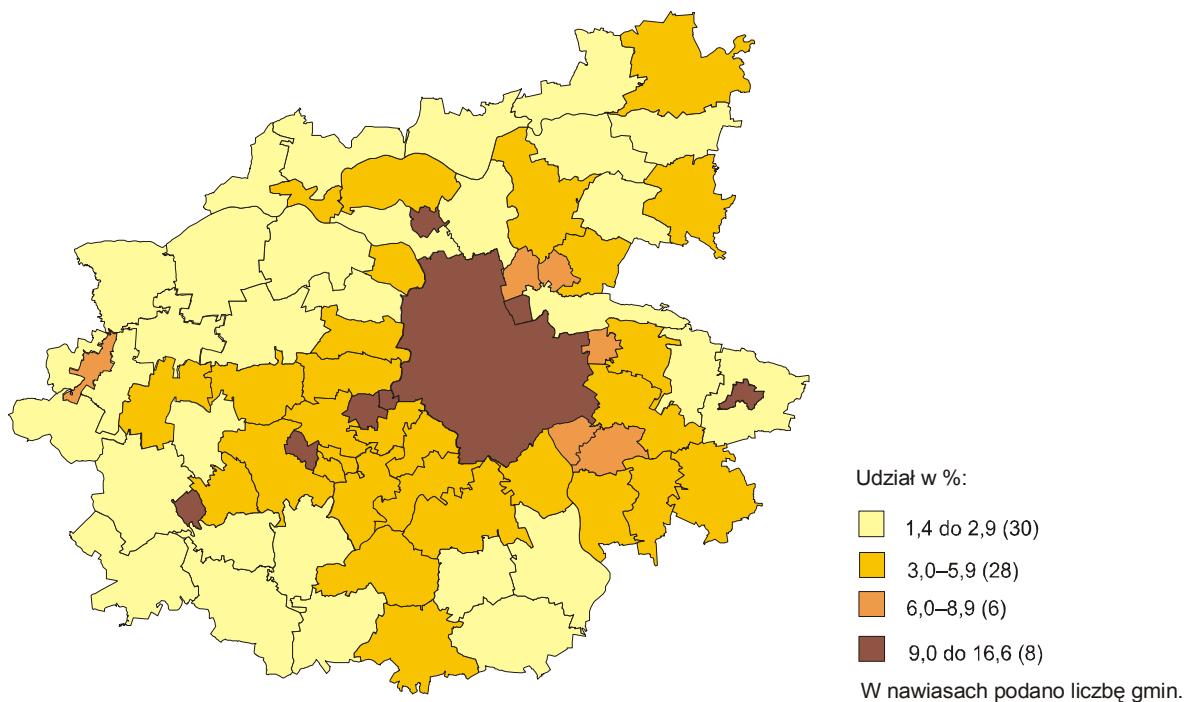 Udział w %:
1,4 do 2,9 (30)
3,0–5,9 (28)
6,0–8,9 (6)
9,0 do 16,6 (8)
W nawiasach podano liczbę gmin.